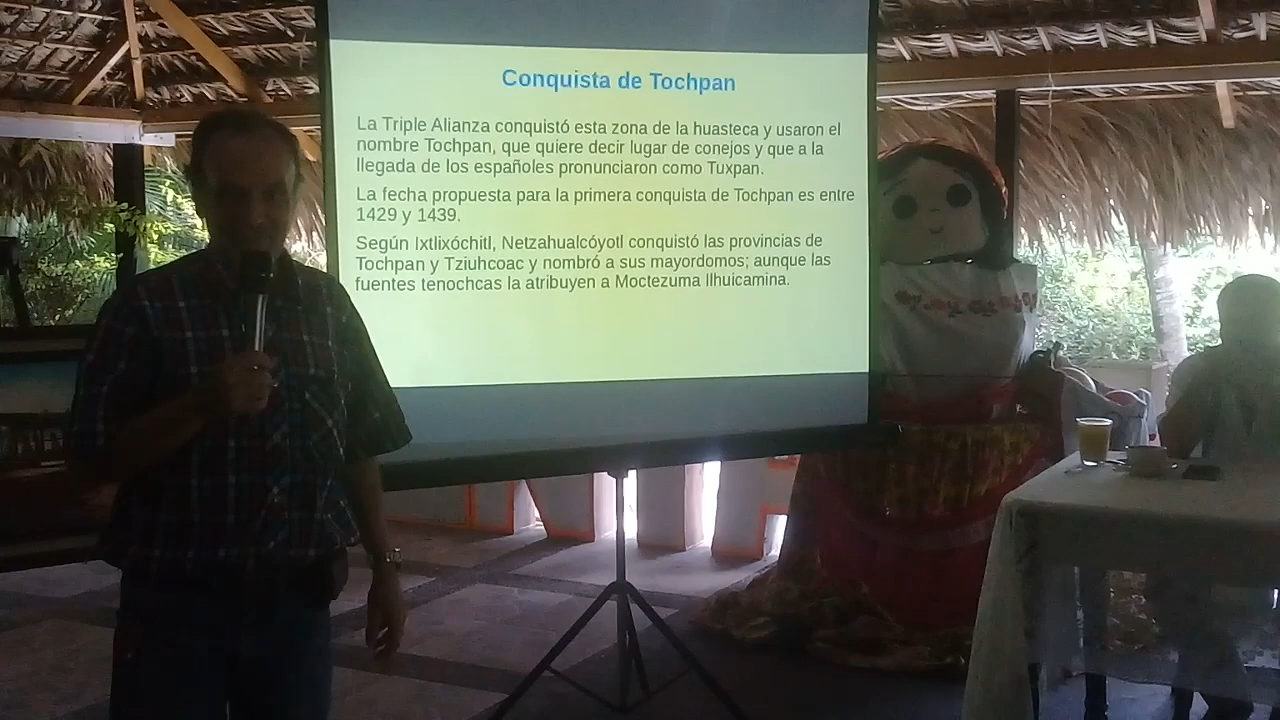 Conquista de Tochpan
La Triple Alianza conquistó esta zona de la huasteca y usaron el
nombre Tochpan, que quiere decir lugar de conejos y que a la
llegada de los españoles pronunciaron como Tuxpan.
La fecha propuesta para la primera conquista de Tochpan es entre
1429 y 1439.
Según Ixtlixóchitl, Netzahualcóyotl conquistó las provincias de
Tochpan y Tziuhcoac y nombró a sus mayordomos; aunque las
fuentes tenochcas la atribuyen a Moctezuma Ilhuicamina.